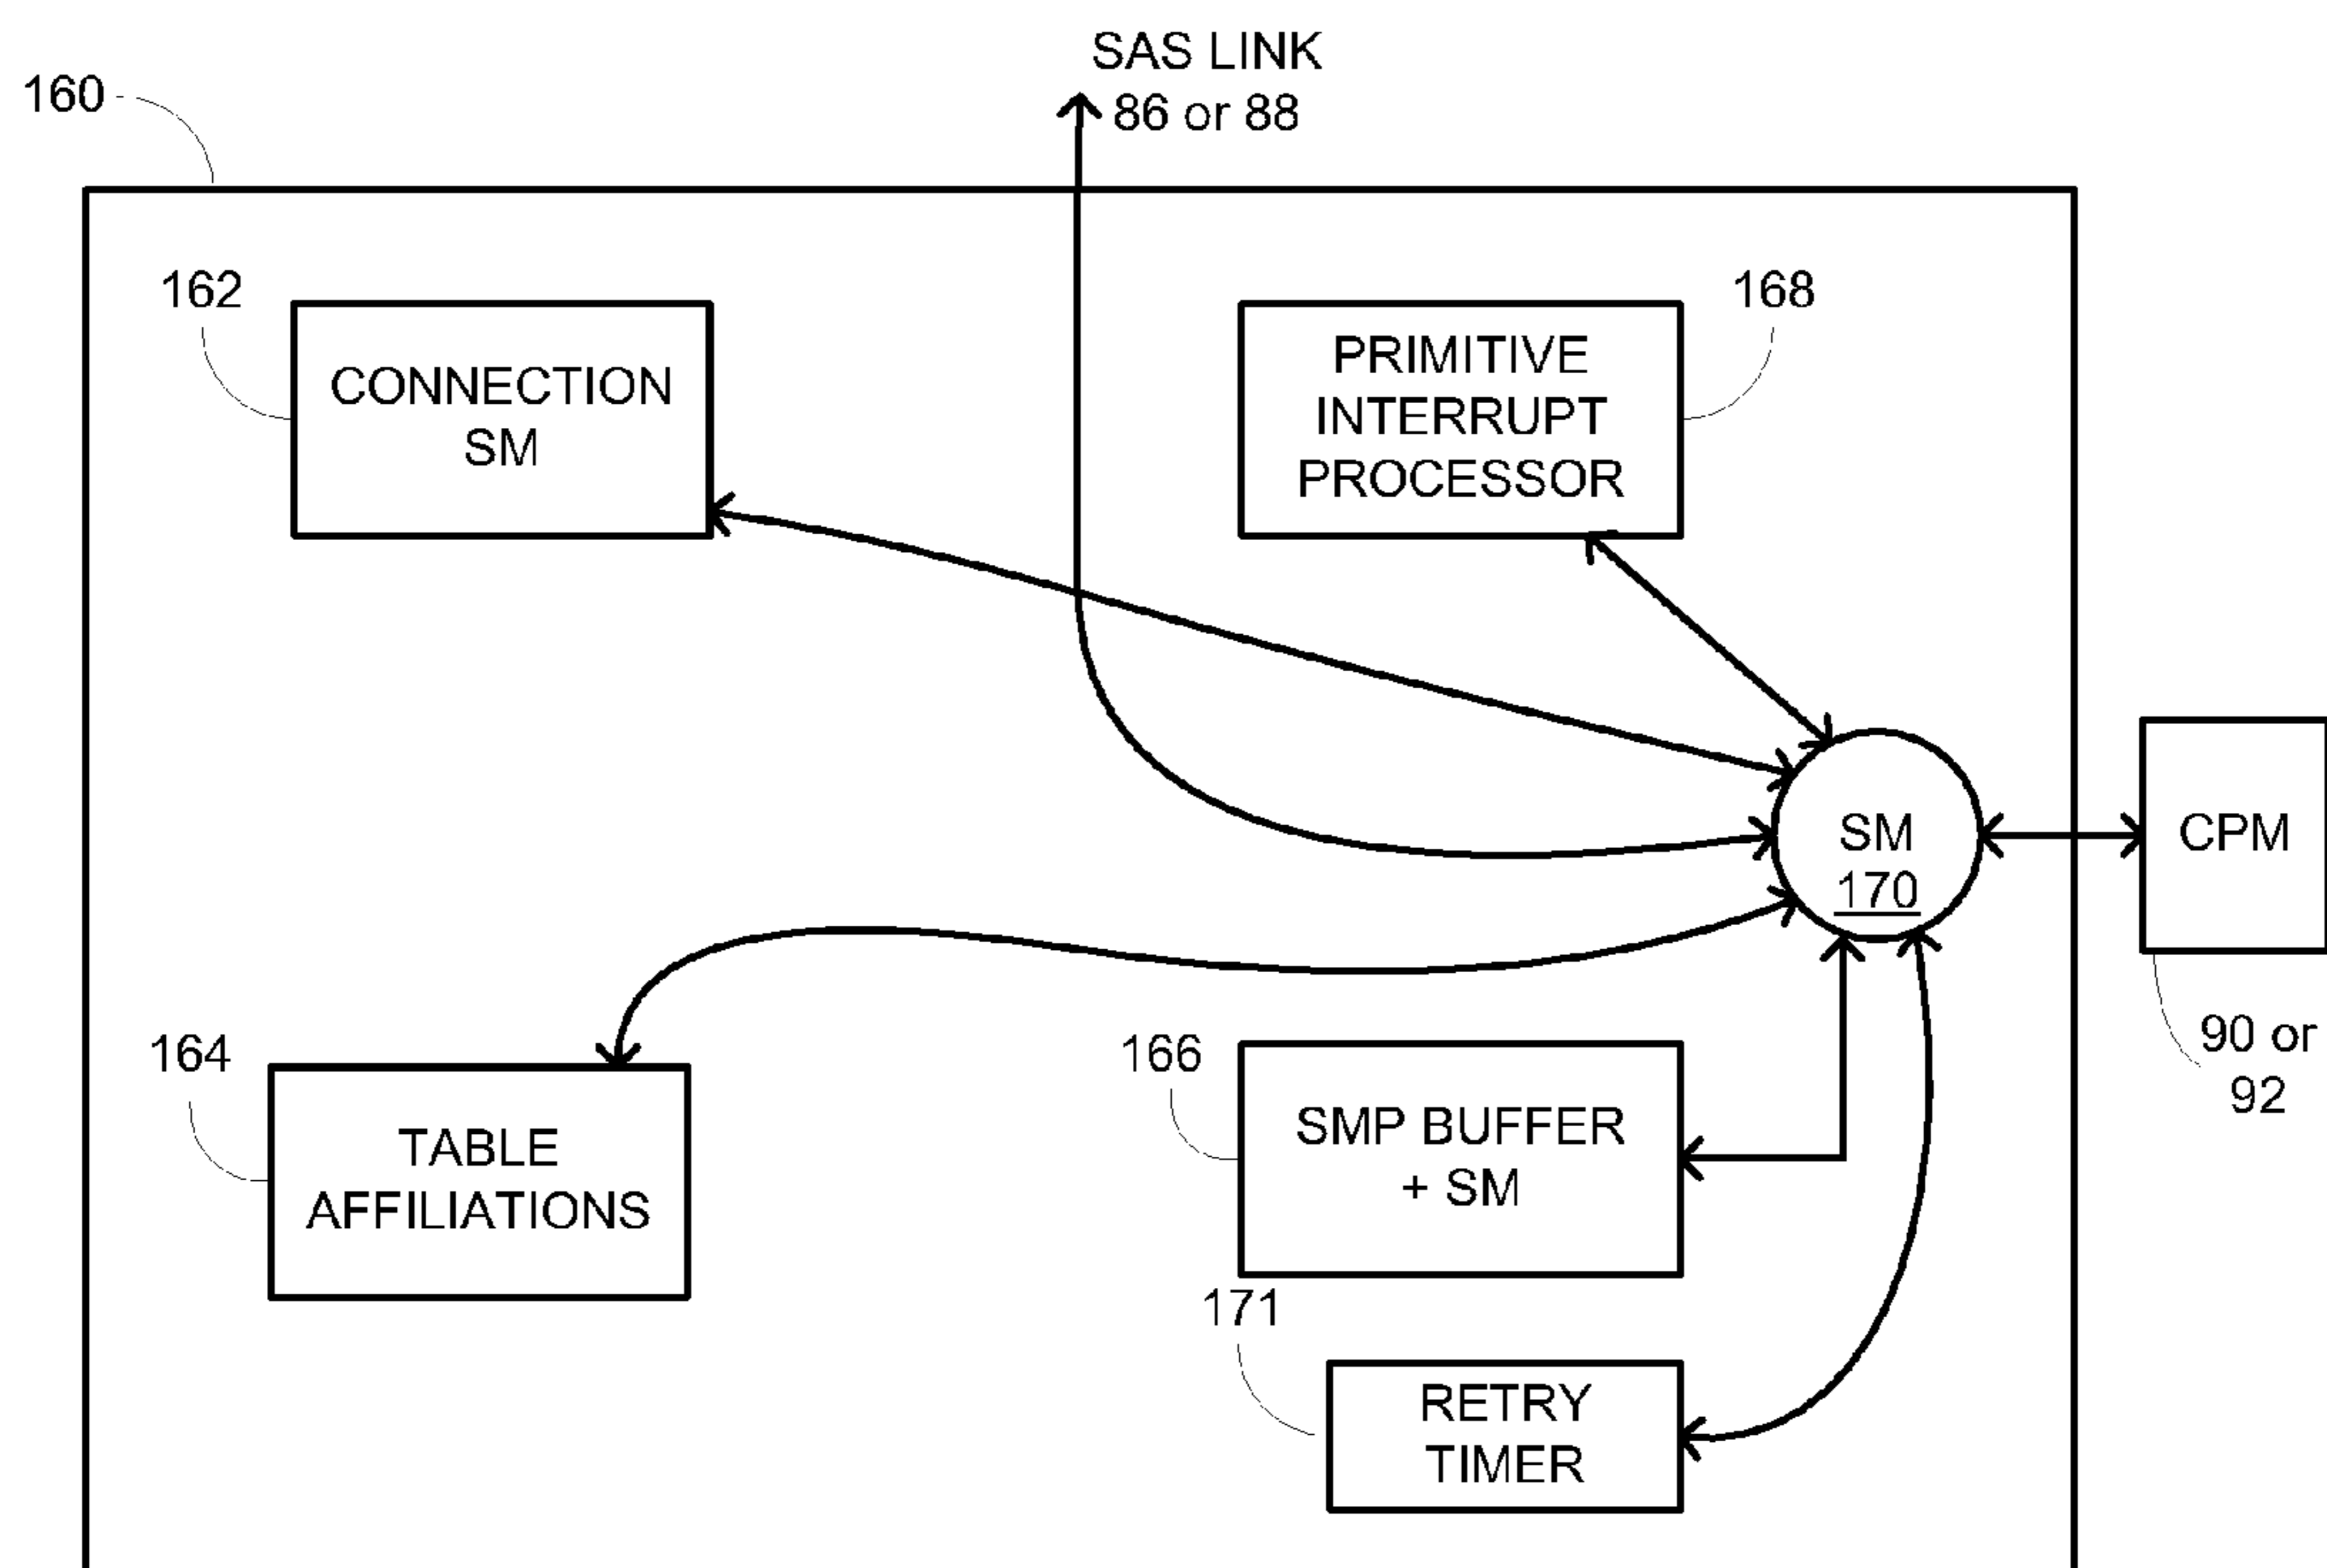 SAS LINK
86 or 88
160
162
CONNECTION
SM
168
PRIMITIVE
INTERRUPT
PROCESSOR
SM
170
CPM
90 or
92
164
TABLE
AFFILIATIONS
166
SMP BUFFER
+ SM
171
RETRY
TIMER